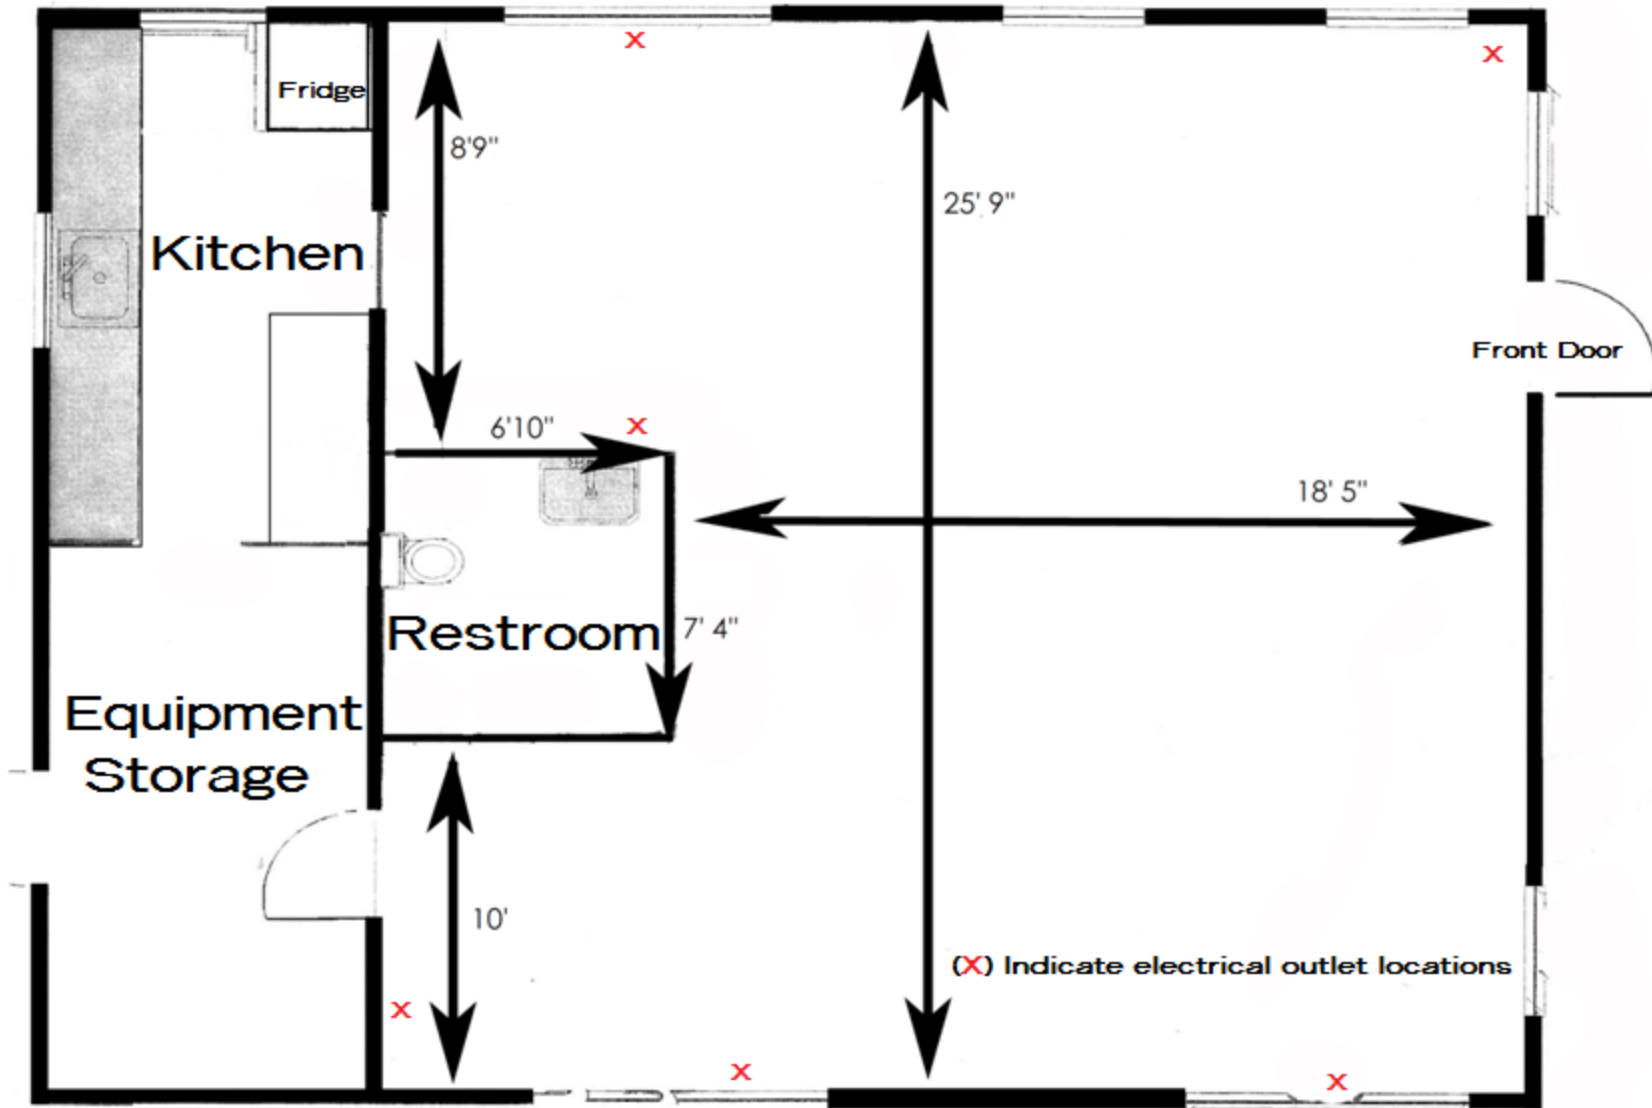 x
x
Fridge
8'9"
25' 9"
Kitchen
Front Door
6'10"
x
18' 5"
Restroom
7' 4"
Equipment
Storage
10'
(X) Indicate electrical outlet locations
x
x
x